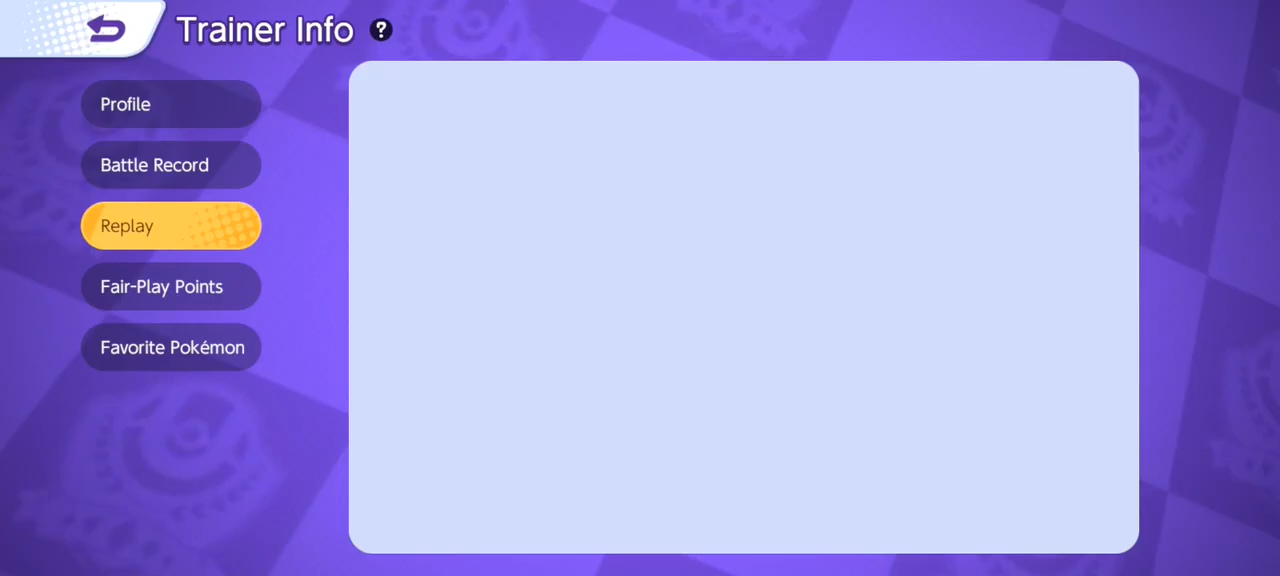 Trainer Info ?
Profile
Battle Record
Replay
Fair-Play Points
Favorite Pokémon